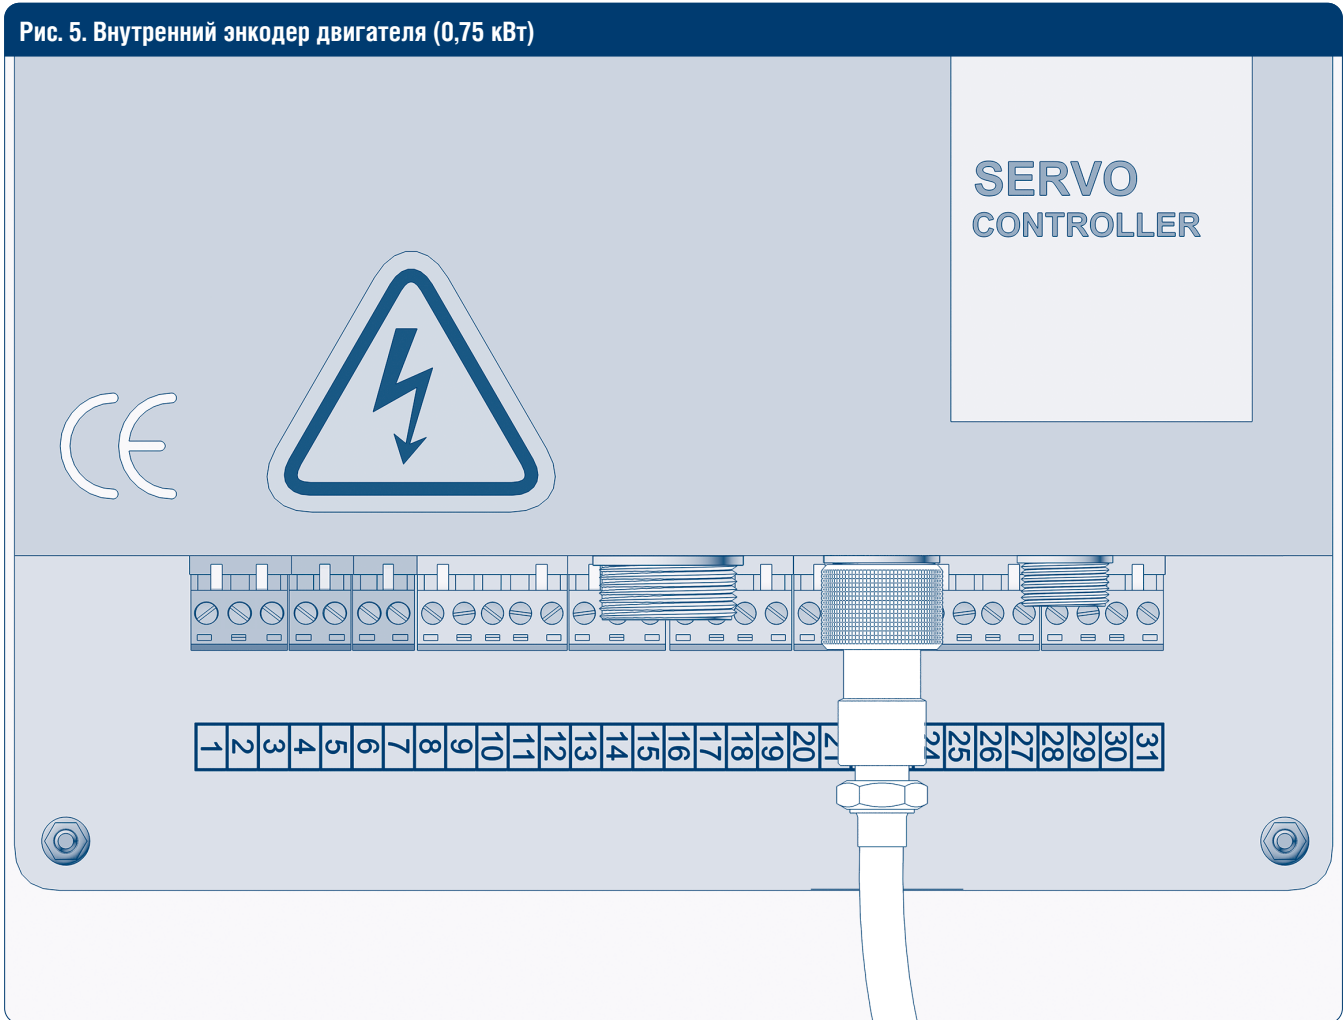 Рис. 5. Внутренний энкодер двигателя (0,75 кВт)
SERVO
CONTROLLER
CE
1 2 3 4 5 6 7 8 9 10 11 12 13 14 15 16 17 18 19 20 21 24 25 26 27 28 29 30 31